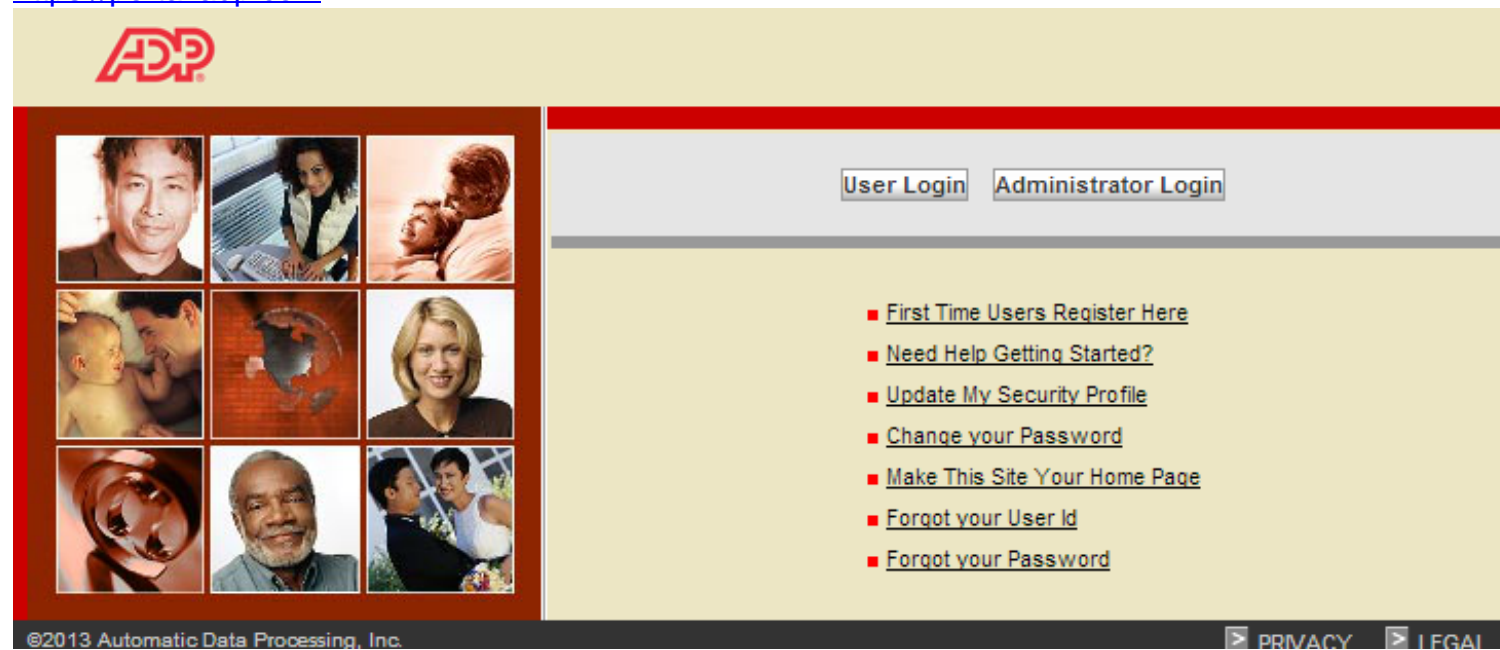 ADP
User Login Administrator Login
First Time Users Register Here
Need Help Getting Started?
Update My Security Profile
Change your Password
Make This Site Your Home Page
Forgot your User Id
Forgot your Password
©2013 Automatic Data Processing, Inc. PRIVACY LEGAL